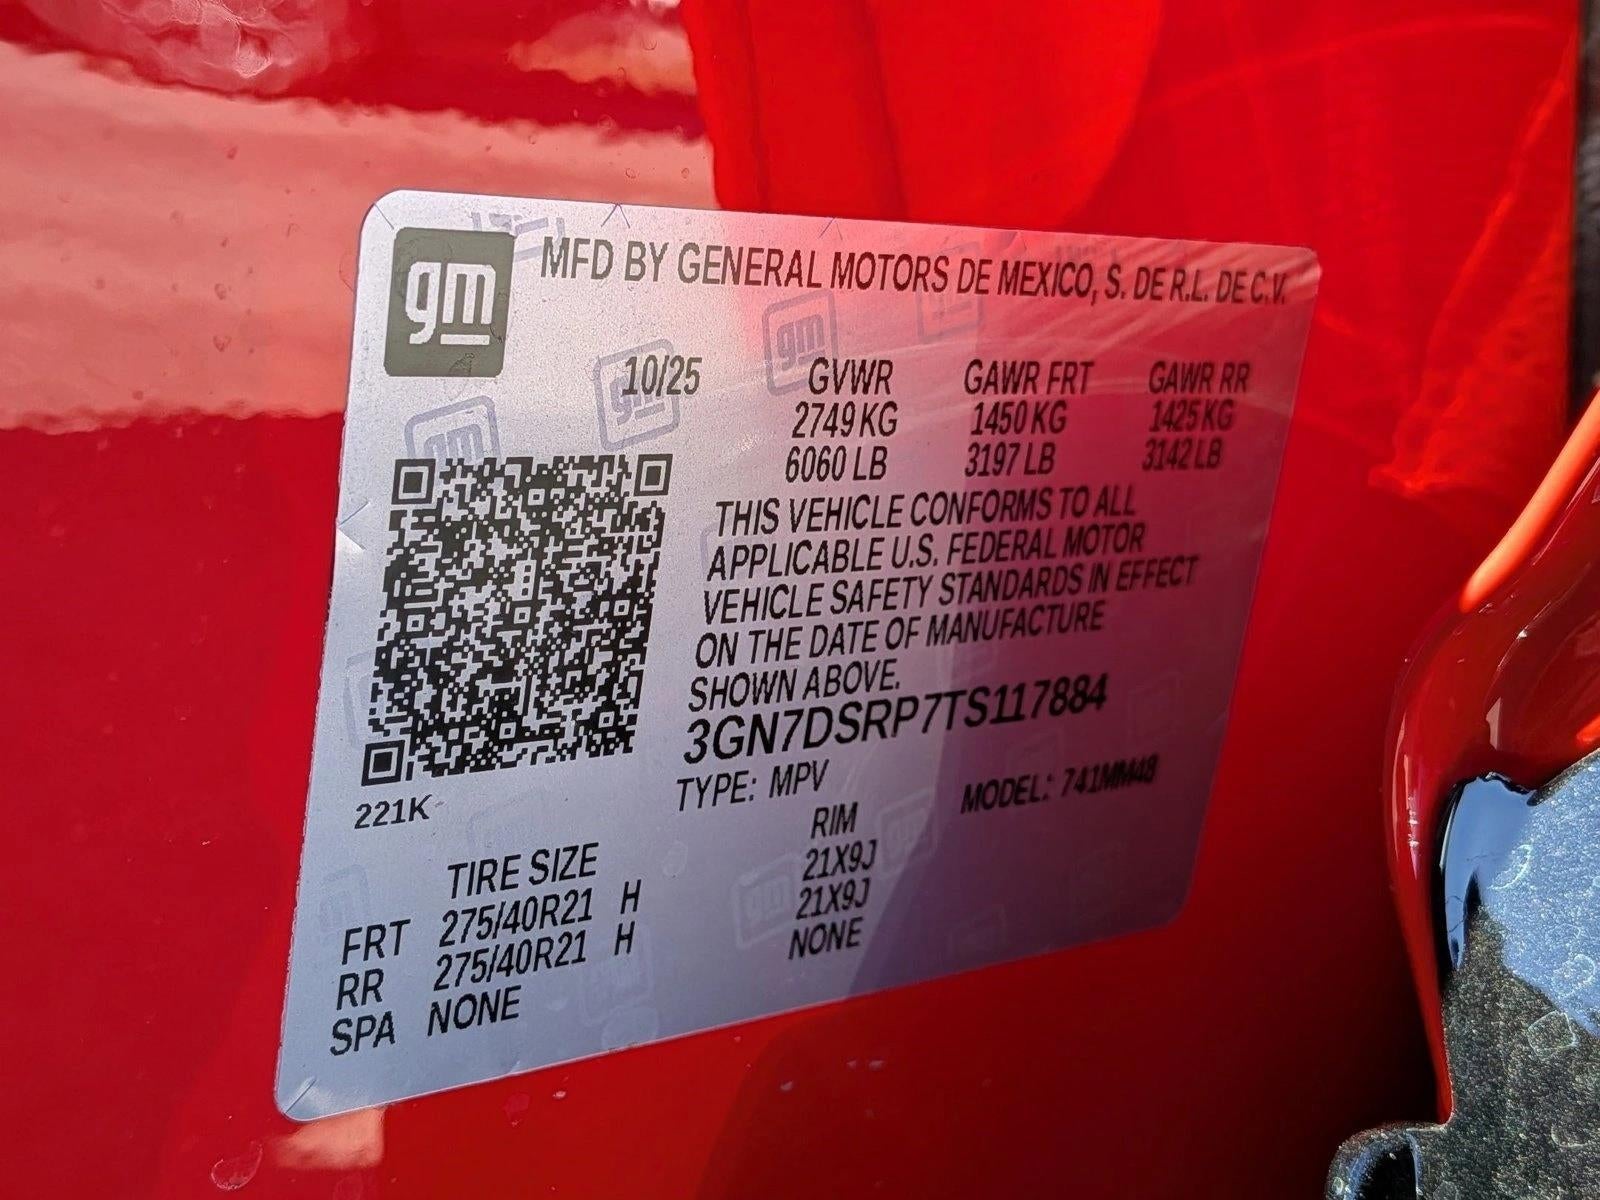 gm MFD BY GENERAL MOTORS DE MEXICO, S. DE R.L. DE C.V.
10/25 GVWR GAWR FRT GAWR RR
2749 KG 1450 KG 1425 KG
6060 LB 3197 LB 3142 LB
THIS VEHICLE CONFORMS TO ALL
APPLICABLE U.S. FEDERAL MOTOR
VEHICLE SAFETY STANDARDS IN EFFECT
ON THE DATE OF MANUFACTURE
SHOWN ABOVE.
3GN7DSRP7TS117884
TYPE: MPV MODEL: 741MM48
221K
TIRE SIZE RIM
FRT 275/40R21 H 21X9J
RR 275/40R21 H 21X9J
SPA NONE NONE